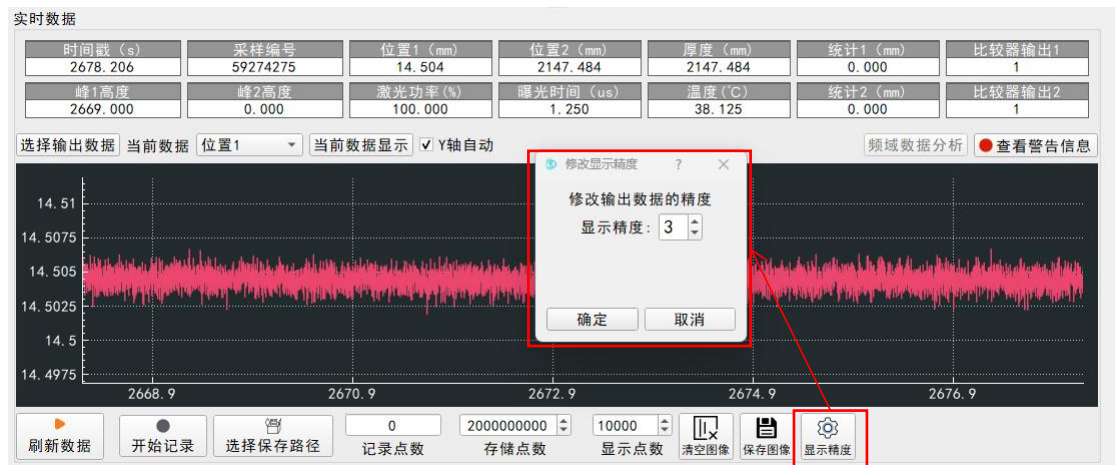 实时数据
时间戳（s） 采样编号 位置1（mm） 位置2（mm） 厚度（mm） 统计1（mm） 比较器输出1
2678.206 59274275 14.504 2147.484 2147.484 0.000 1
峰1高度 峰2高度 激光功率(%) 曝光时间（us） 温度(℃) 统计2（mm） 比较器输出2
2669.000 0.000 100.000 1.250 38.125 0.000 1
选择输出数据 当前数据 位置1 当前数据显示 Y轴自动 频域数据分析 查看警告信息
修改显示精度 ? ×
修改输出数据的精度
显示精度: 3
确定 取消
14.51
14.5075
14.505
14.5025
14.5
14.4975
2668.9 2670.9 2672.9 2674.9 2676.9
0 2000000000 10000
刷新数据 开始记录 选择保存路径 记录点数 存储点数 显示点数 清空图像 保存图像 显示精度